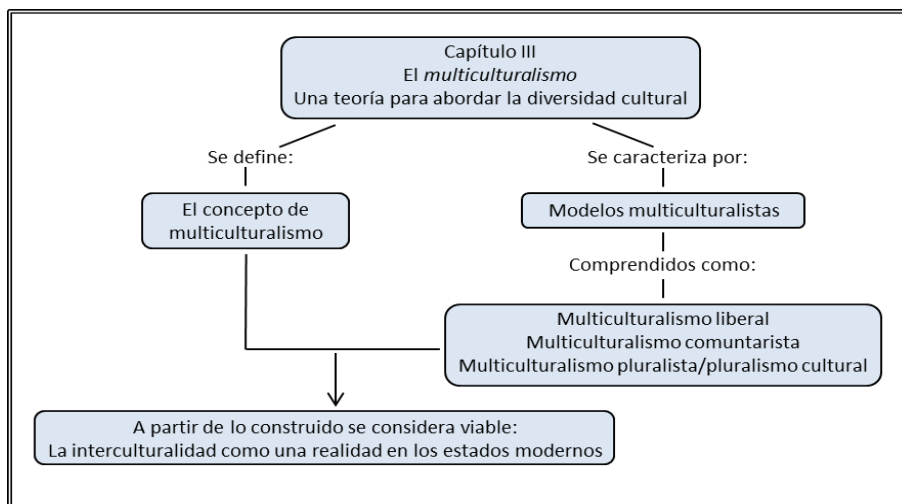 Capítulo III
El multiculturalismo
Una teoría para abordar la diversidad cultural
Se define:
Se caracteriza por:
El concepto de
multiculturalismo
Modelos multiculturalistas
Comprendidos como:
Multiculturalismo liberal
Multiculturalismo comuntarista
Multiculturalismo pluralista/pluralismo cultural
A partir de lo construido se considera viable:
La interculturalidad como una realidad en los estados modernos